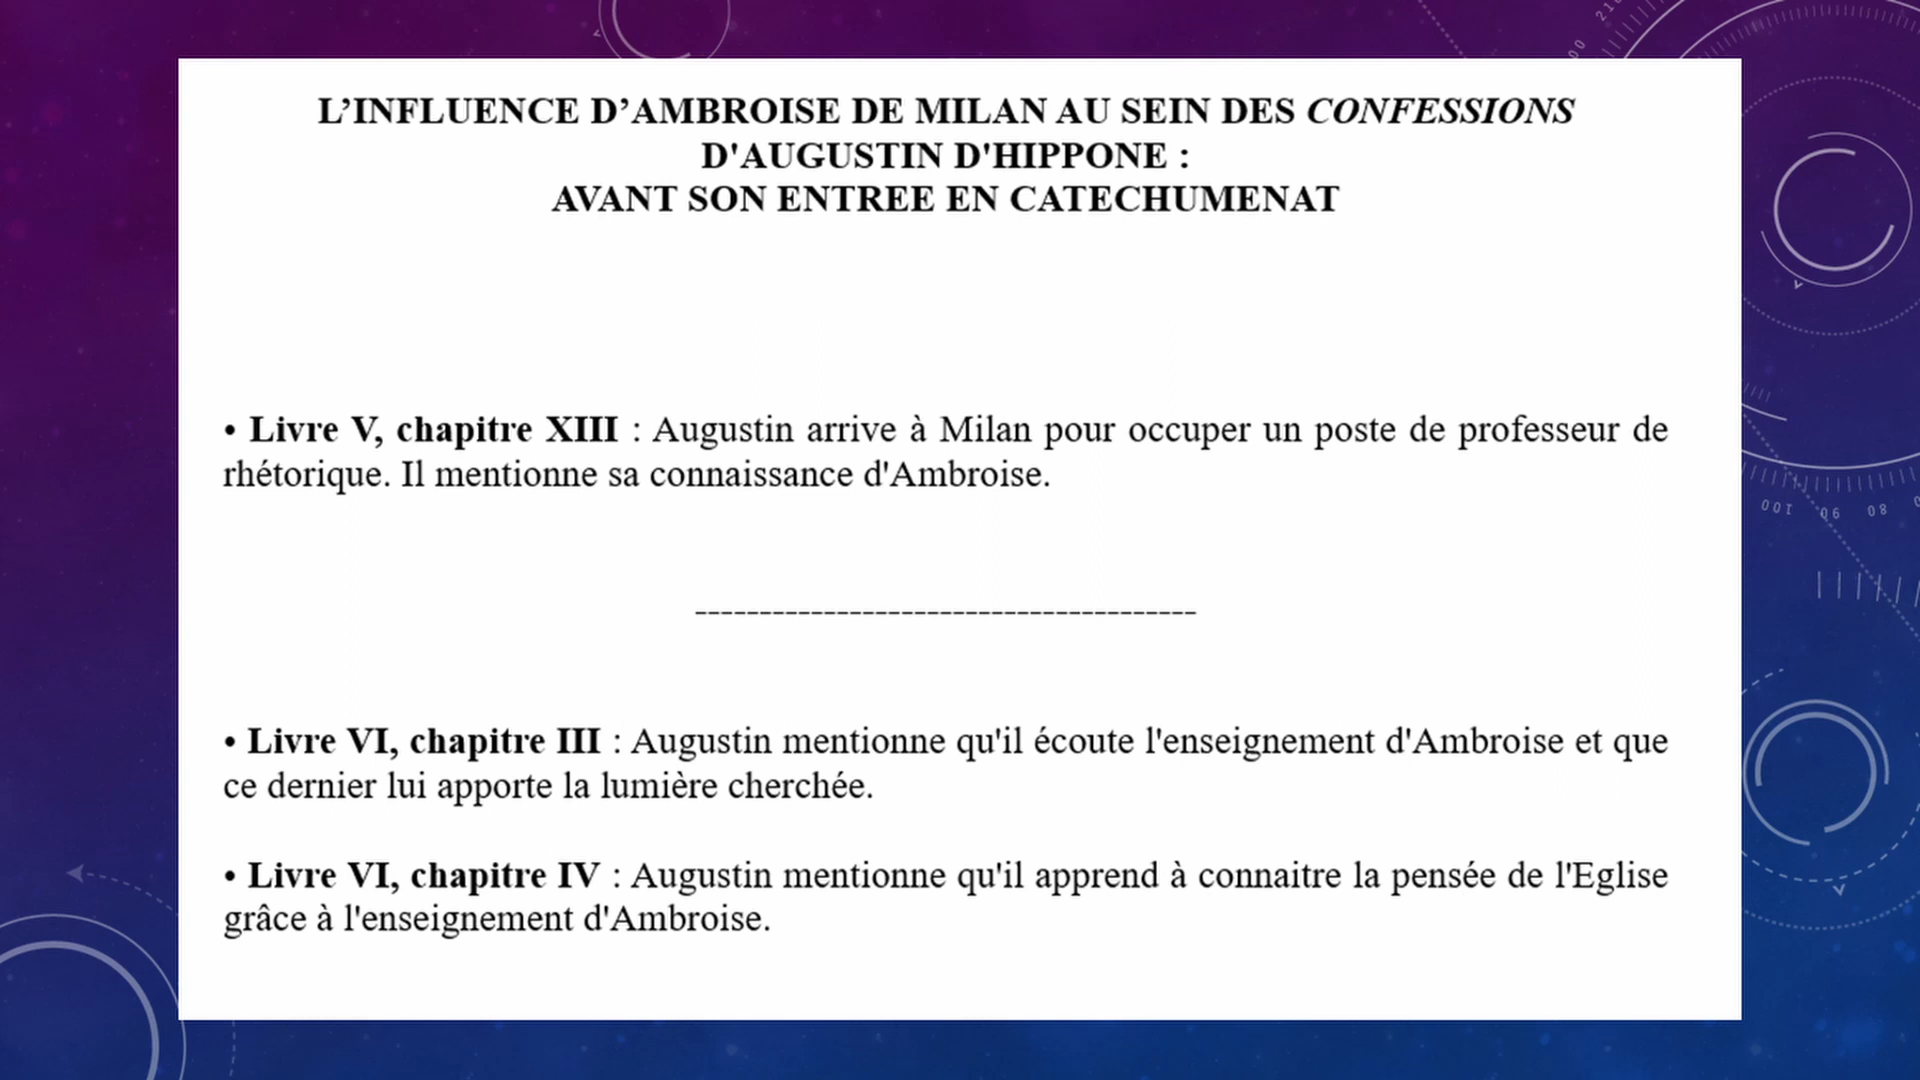 L’INFLUENCE D’AMBROISE DE MILAN AU SEIN DES CONFESSIONS
D'AUGUSTIN D'HIPPONE :
AVANT SON ENTREE EN CATECHUMENAT
• Livre V, chapitre XIII : Augustin arrive à Milan pour occuper un poste de professeur de
rhétorique. Il mentionne sa connaissance d'Ambroise.
---------------------------------------
• Livre VI, chapitre III : Augustin mentionne qu'il écoute l'enseignement d'Ambroise et que
ce dernier lui apporte la lumière cherchée.
• Livre VI, chapitre IV : Augustin mentionne qu'il apprend à connaitre la pensée de l'Eglise
grâce à l'enseignement d'Ambroise.
100 90 80